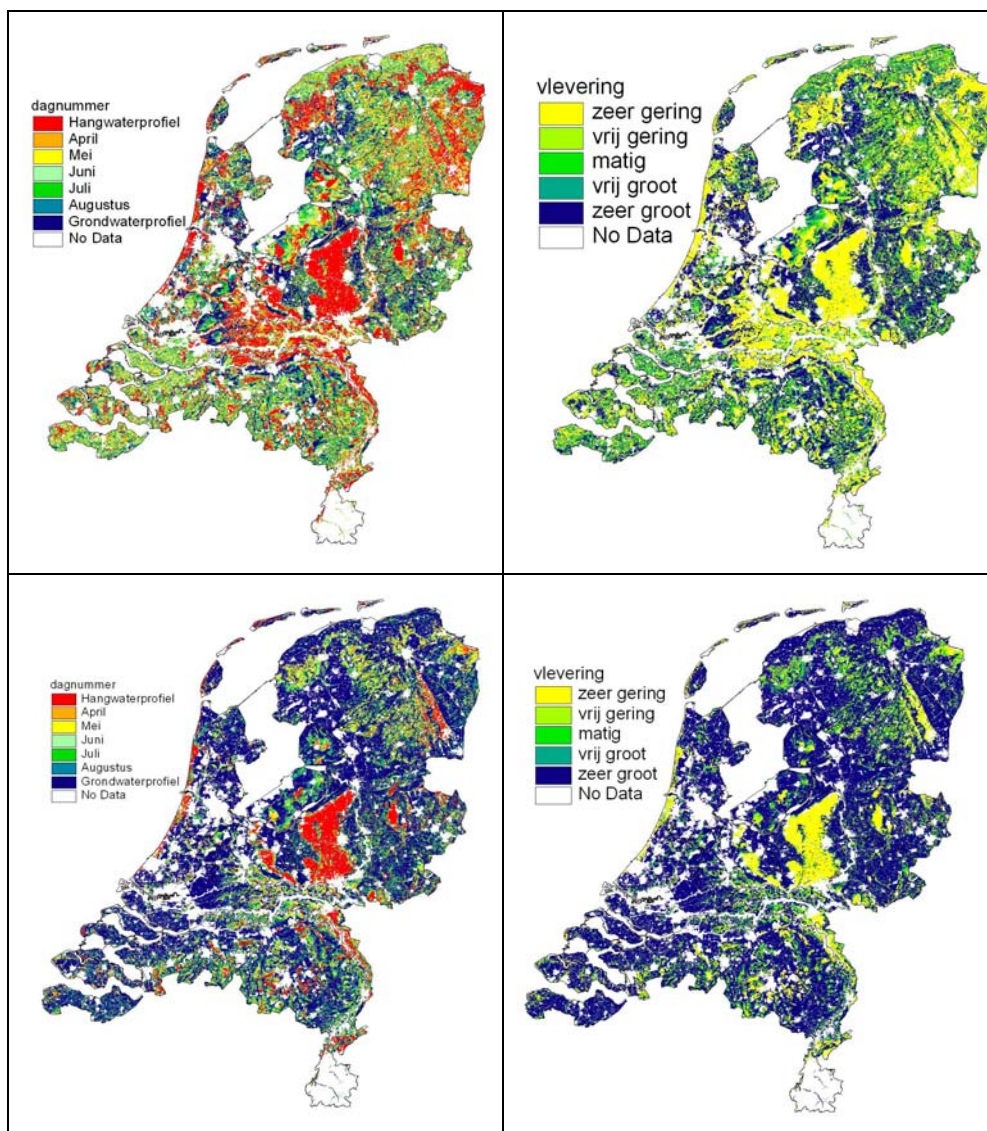 dagnummer
Hangwaterprofiel
April
Mei
Juni
Juli
Augustus
Grondwaterprofiel
No Data
vlevering
zeer gering
vrij gering
matig
vrij groot
zeer groot
No Data
dagnummer
Hangwaterprofiel
April
Mei
Juni
Juli
Augustus
Grondwaterprofiel
No Data
vlevering
zeer gering
vrij gering
matig
vrij groot
zeer groot
No Data